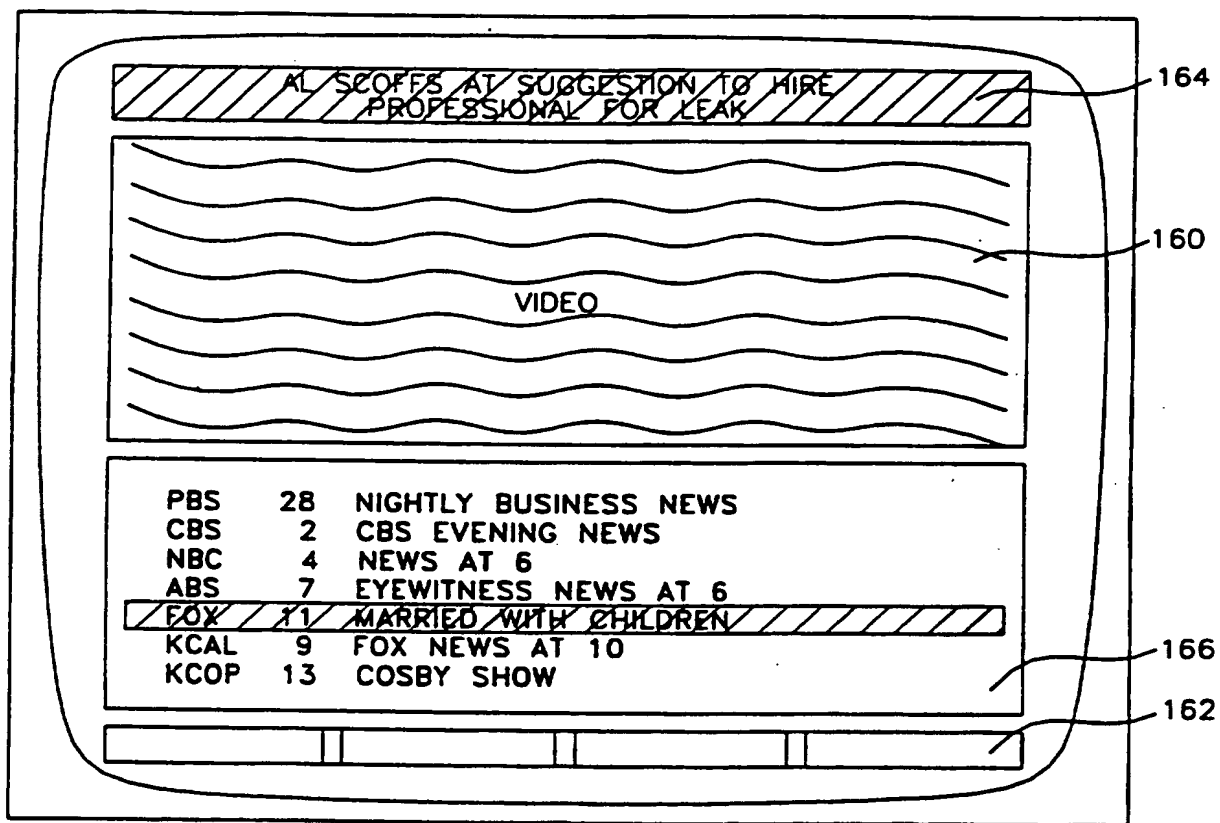 AL SCOFFS AT SUGGESTION TO HIRE
PROFESSIONAL FOR LEAK
164
160
VIDEO
PBS 28 NIGHTLY BUSINESS NEWS
CBS 2 CBS EVENING NEWS
NBC 4 NEWS AT 6
ABS 7 EYEWITNESS NEWS AT 6
FOX 11 MARRIED WITH CHILDREN
KCAL 9 FOX NEWS AT 10
KCOP 13 COSBY SHOW
166
162